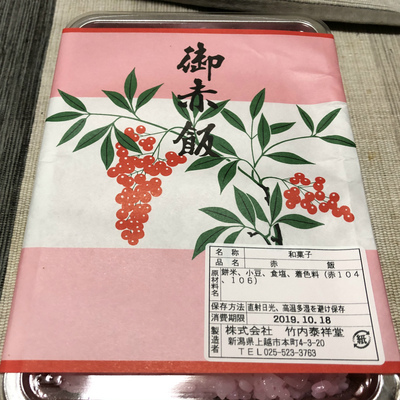 御赤飯
名称 和菓子
品名 赤飯
原材料名 餅米、小豆、食塩、着色料(赤104
、106)
保存方法 直射日光、高温多湿を避け保存
消費期限 2019.10.18
製造者 株式会社 竹内泰祥堂
新潟県上越市本町4-3-20
TEL025-523-3763
紙